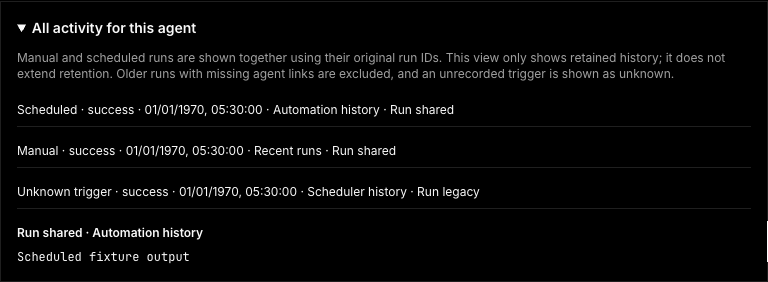 ▼ All activity for this agent
Manual and scheduled runs are shown together using their original run IDs. This view only shows retained history; it does not
extend retention. Older runs with missing agent links are excluded, and an unrecorded trigger is shown as unknown.
Scheduled · success · 01/01/1970, 05:30:00 · Automation history · Run shared
Manual · success · 01/01/1970, 05:30:00 · Recent runs · Run shared
Unknown trigger · success · 01/01/1970, 05:30:00 · Scheduler history · Run legacy
Run shared · Automation history
Scheduled fixture output